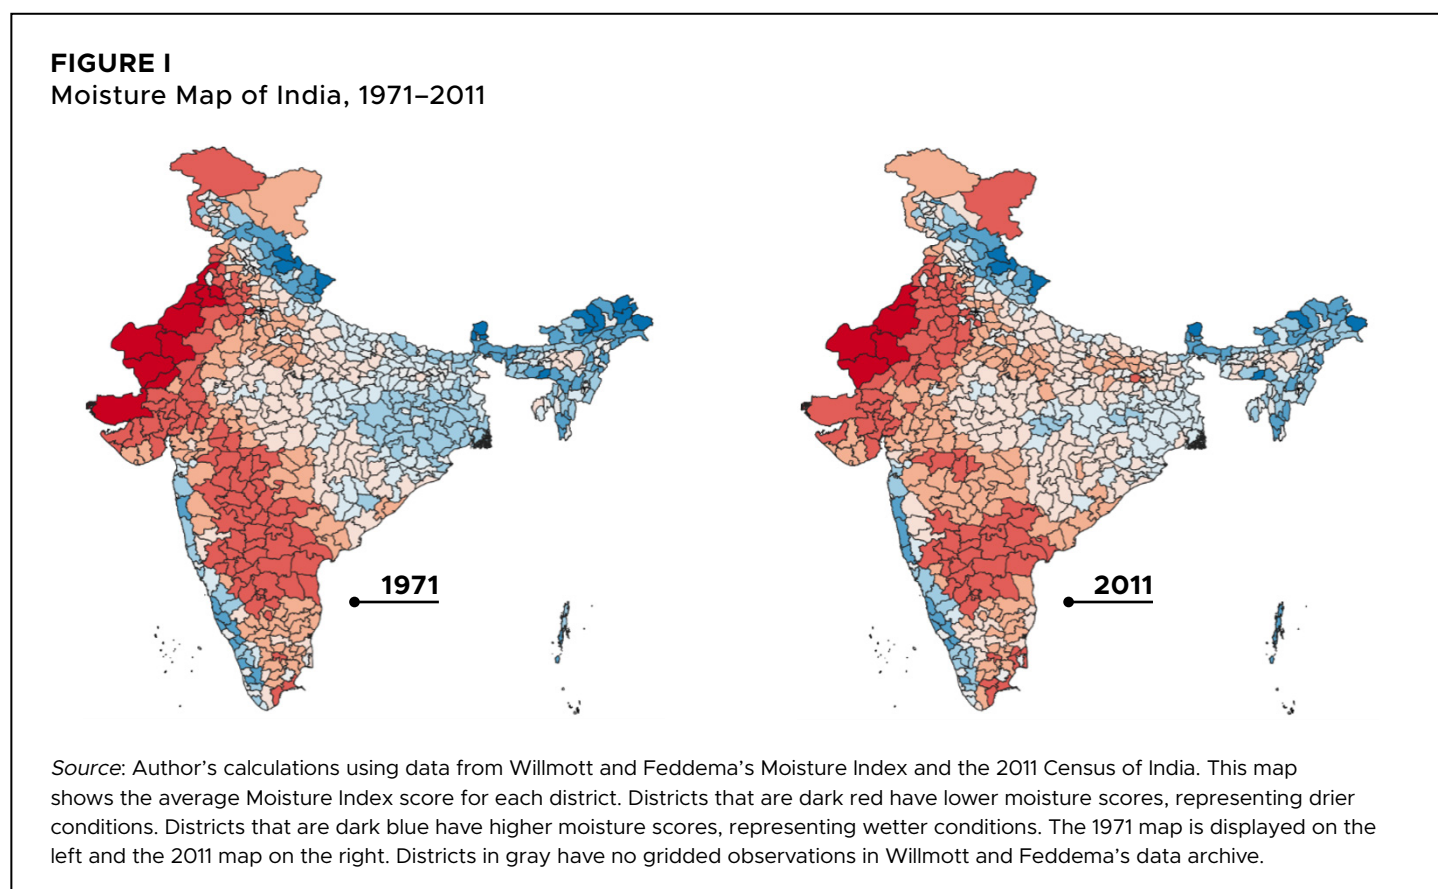 FIGURE I
Moisture Map of India, 1971–2011
1971
2011
Source: Author’s calculations using data from Willmott and Feddema’s Moisture Index and the 2011 Census of India. This map
shows the average Moisture Index score for each district. Districts that are dark red have lower moisture scores, representing drier
conditions. Districts that are dark blue have higher moisture scores, representing wetter conditions. The 1971 map is displayed on the
left and the 2011 map on the right. Districts in gray have no gridded observations in Willmott and Feddema’s data archive.